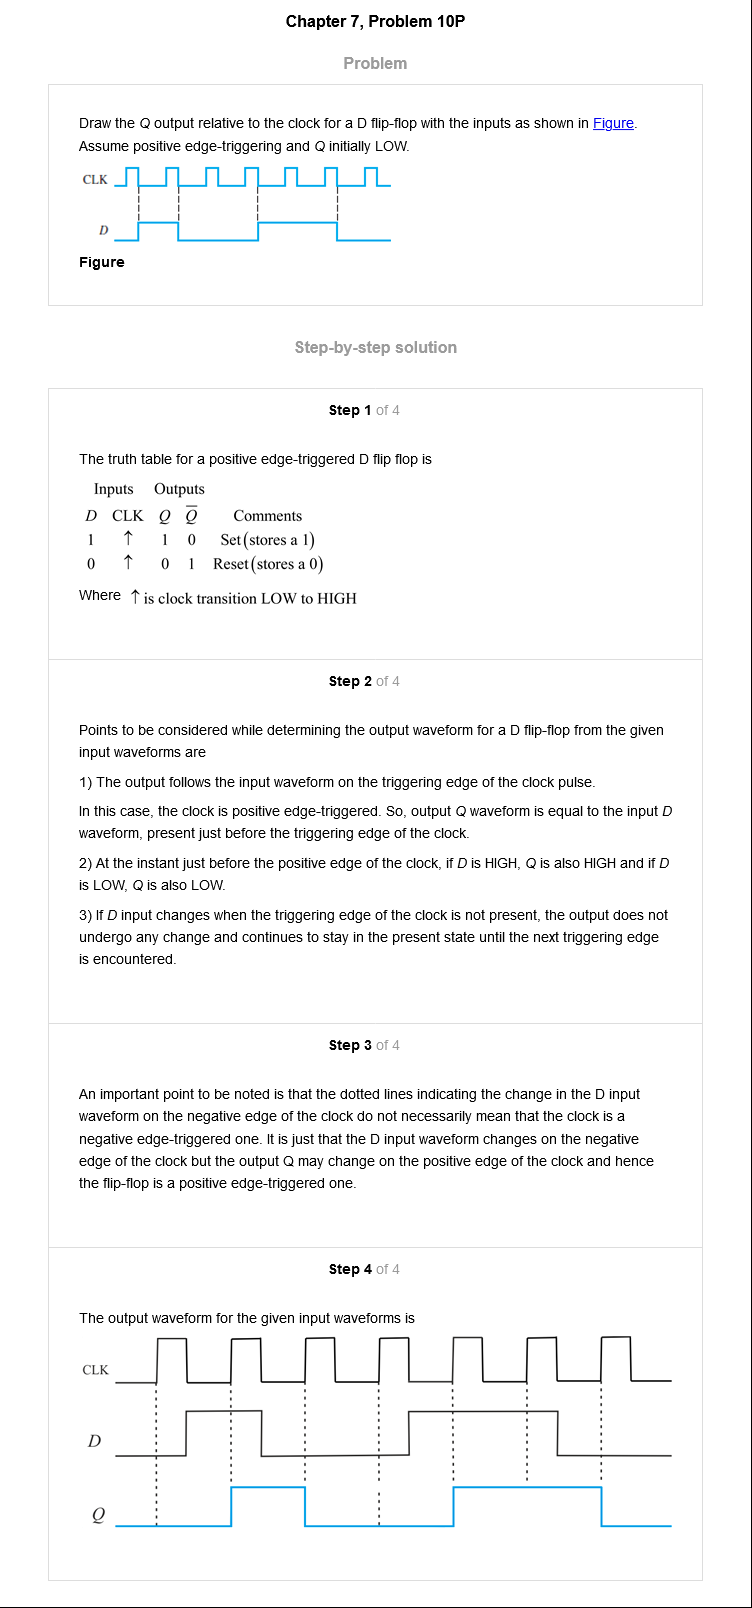 Chapter 7, Problem 10P
Problem
Draw the Q output relative to the clock for a D flip-flop with the inputs as shown in Figure.
Assume positive edge-triggering and Q initially LOW.
CLK
D
Figure
Step-by-step solution
Step 1 of 4
The truth table for a positive edge-triggered D flip flop is
Inputs Outputs
D CLK Q Q̅ Comments
1 ↑ 1 0 Set(stores a 1)
0 ↑ 0 1 Reset(stores a 0)
Where ↑ is clock transition LOW to HIGH
Step 2 of 4
Points to be considered while determining the output waveform for a D flip-flop from the given
input waveforms are
1) The output follows the input waveform on the triggering edge of the clock pulse.
In this case, the clock is positive edge-triggered. So, output Q waveform is equal to the input D
waveform, present just before the triggering edge of the clock.
2) At the instant just before the positive edge of the clock, if D is HIGH, Q is also HIGH and if D
is LOW, Q is also LOW.
3) If D input changes when the triggering edge of the clock is not present, the output does not
undergo any change and continues to stay in the present state until the next triggering edge
is encountered.
Step 3 of 4
An important point to be noted is that the dotted lines indicating the change in the D input
waveform on the negative edge of the clock do not necessarily mean that the clock is a
negative edge-triggered one. It is just that the D input waveform changes on the negative
edge of the clock but the output Q may change on the positive edge of the clock and hence
the flip-flop is a positive edge-triggered one.
Step 4 of 4
The output waveform for the given input waveforms is
CLK
D
Q